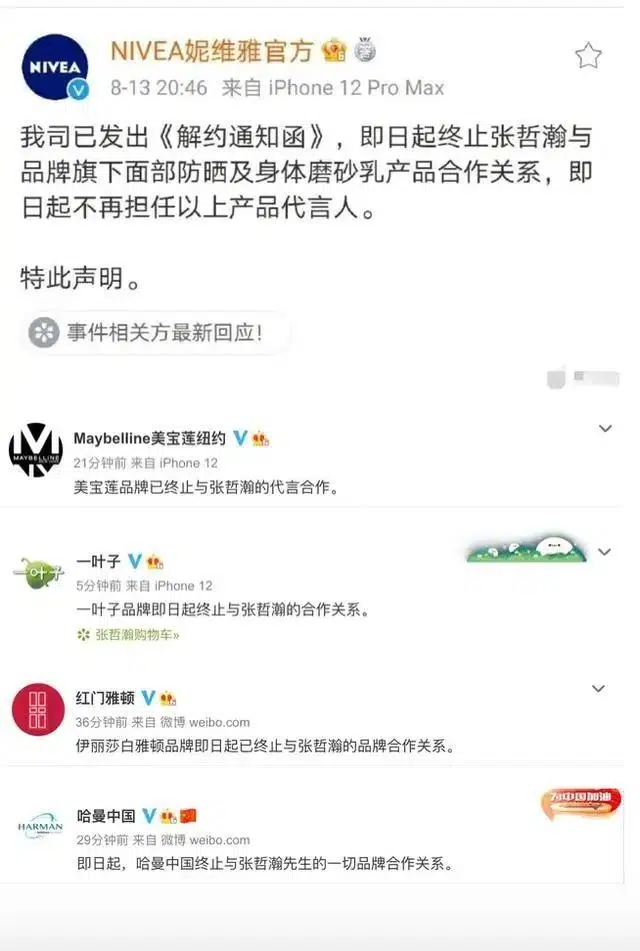 NIVEA
NIVEA妮维雅官方
8-13 20:46 来自 iPhone 12 Pro Max
我司已发出《解约通知函》，即日起终止张哲瀚与
品牌旗下面部防晒及身体磨砂乳产品合作关系，即
日起不再担任以上产品代言人。
特此声明。
事件相关方最新回应！
MAYBELLINE
Maybelline美宝莲纽约
21分钟前 来自 iPhone 12
美宝莲品牌已终止与张哲瀚的代言合作。
一叶子
一叶子
5分钟前 来自 iPhone 12
一叶子品牌即日起终止与张哲瀚的合作关系。
张哲瀚购物车»
红门雅顿
36分钟前 来自 微博 weibo.com
伊丽莎白雅顿品牌即日起已终止与张哲瀚的品牌合作关系。
HARMAN
哈曼中国
为中国加油
29分钟前 来自 微博 weibo.com
即日起，哈曼中国终止与张哲瀚先生的一切品牌合作关系。